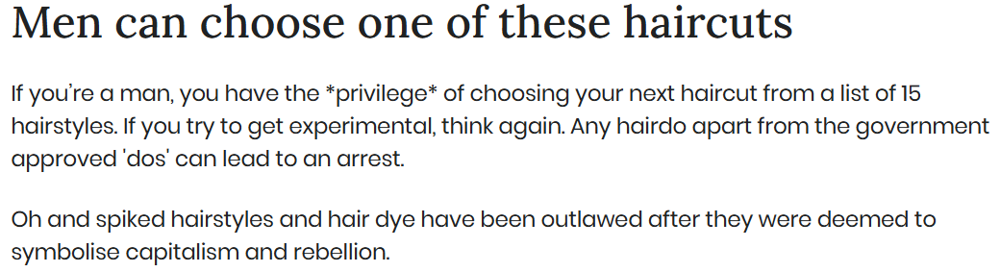 Men can choose one of these haircuts
If you’re a man, you have the *privilege* of choosing your next haircut from a list of 15
hairstyles. If you try to get experimental, think again. Any hairdo apart from the government
approved 'dos' can lead to an arrest.
Oh and spiked hairstyles and hair dye have been outlawed after they were deemed to
symbolise capitalism and rebellion.